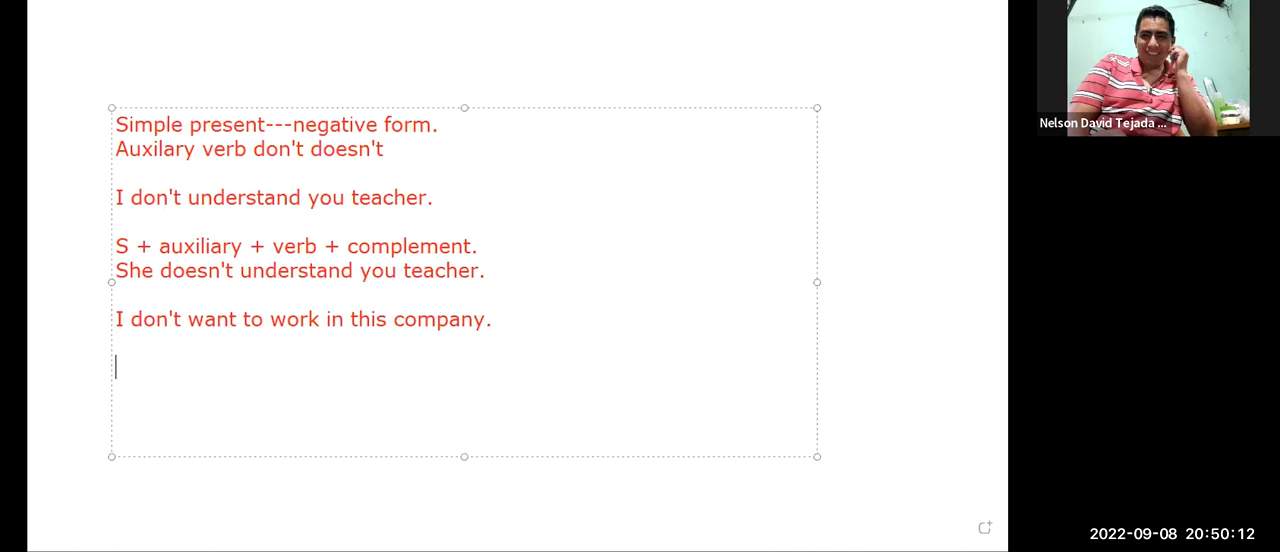 Simple present---negative form.
Auxilary verb don't doesn't
I don't understand you teacher.
S + auxiliary + verb + complement.
She doesn't understand you teacher.
I don't want to work in this company.
Nelson David Tejada ...
2022-09-08 20:50:12